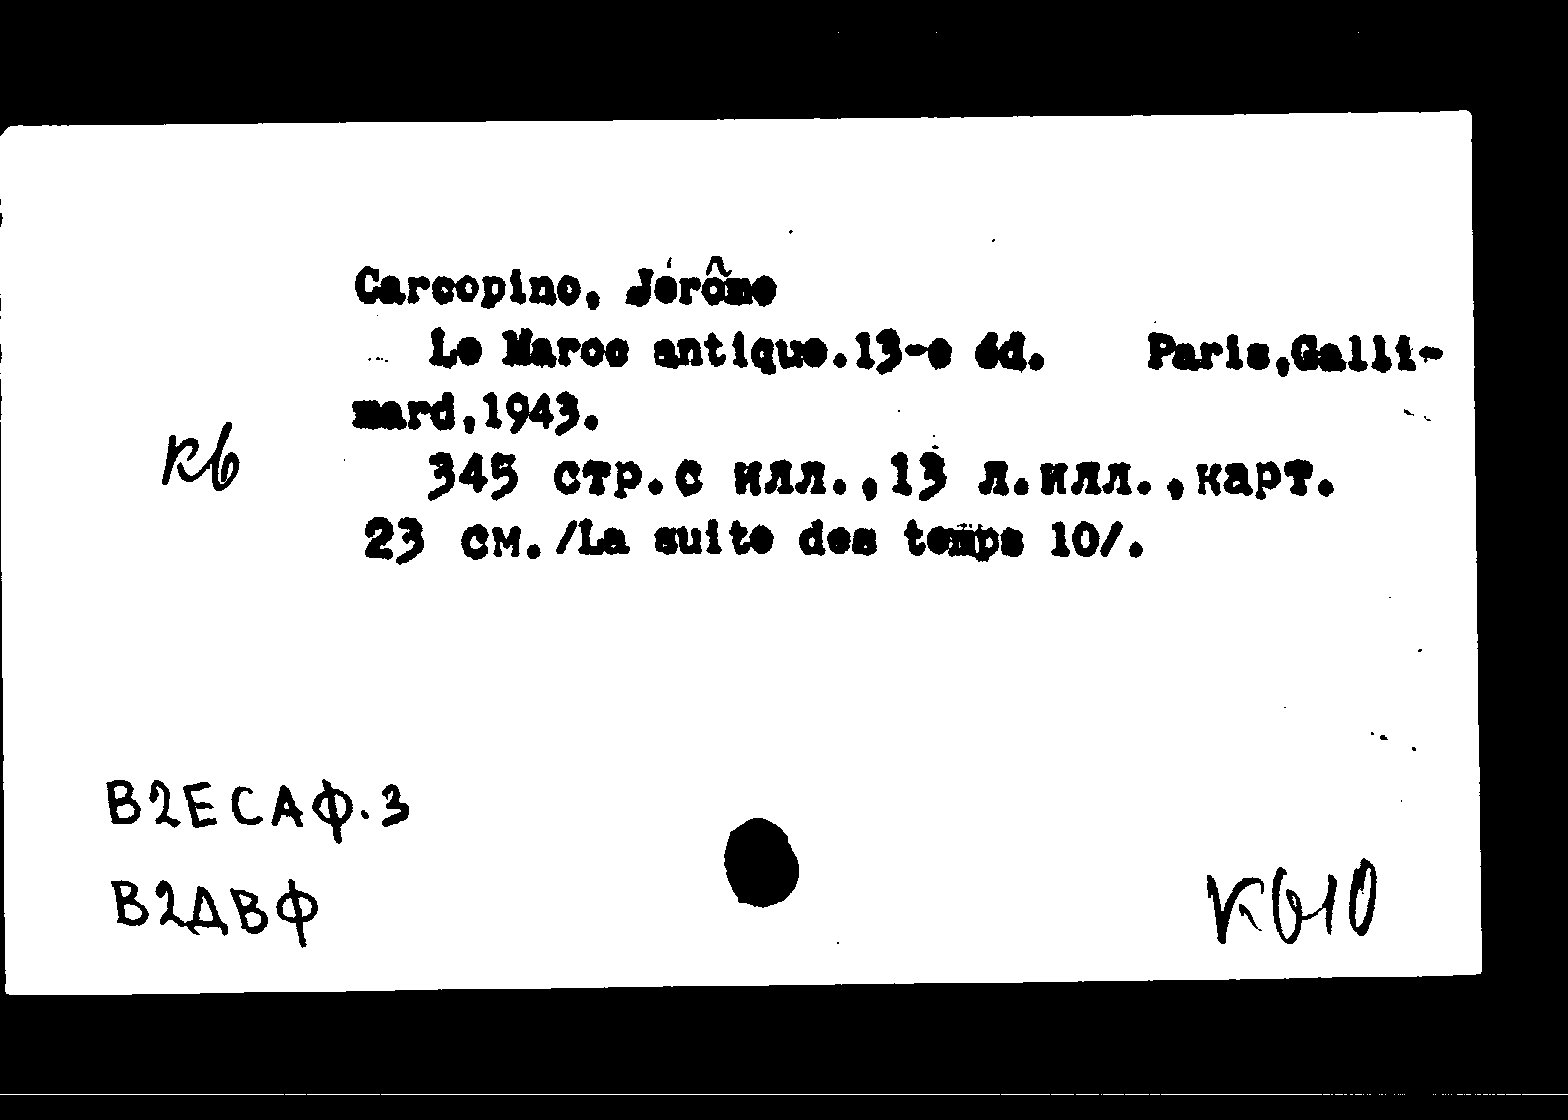 Carcopino, Jérôme
Le Maroc antique.13-e éd. Paris,Galli-
mard,1943.
Кб
345 стр.с илл.,13 л.илл.,карт.
23 см./La suite des temps 10/.
В2ЕСАФ.3
В2ДВФ
К610